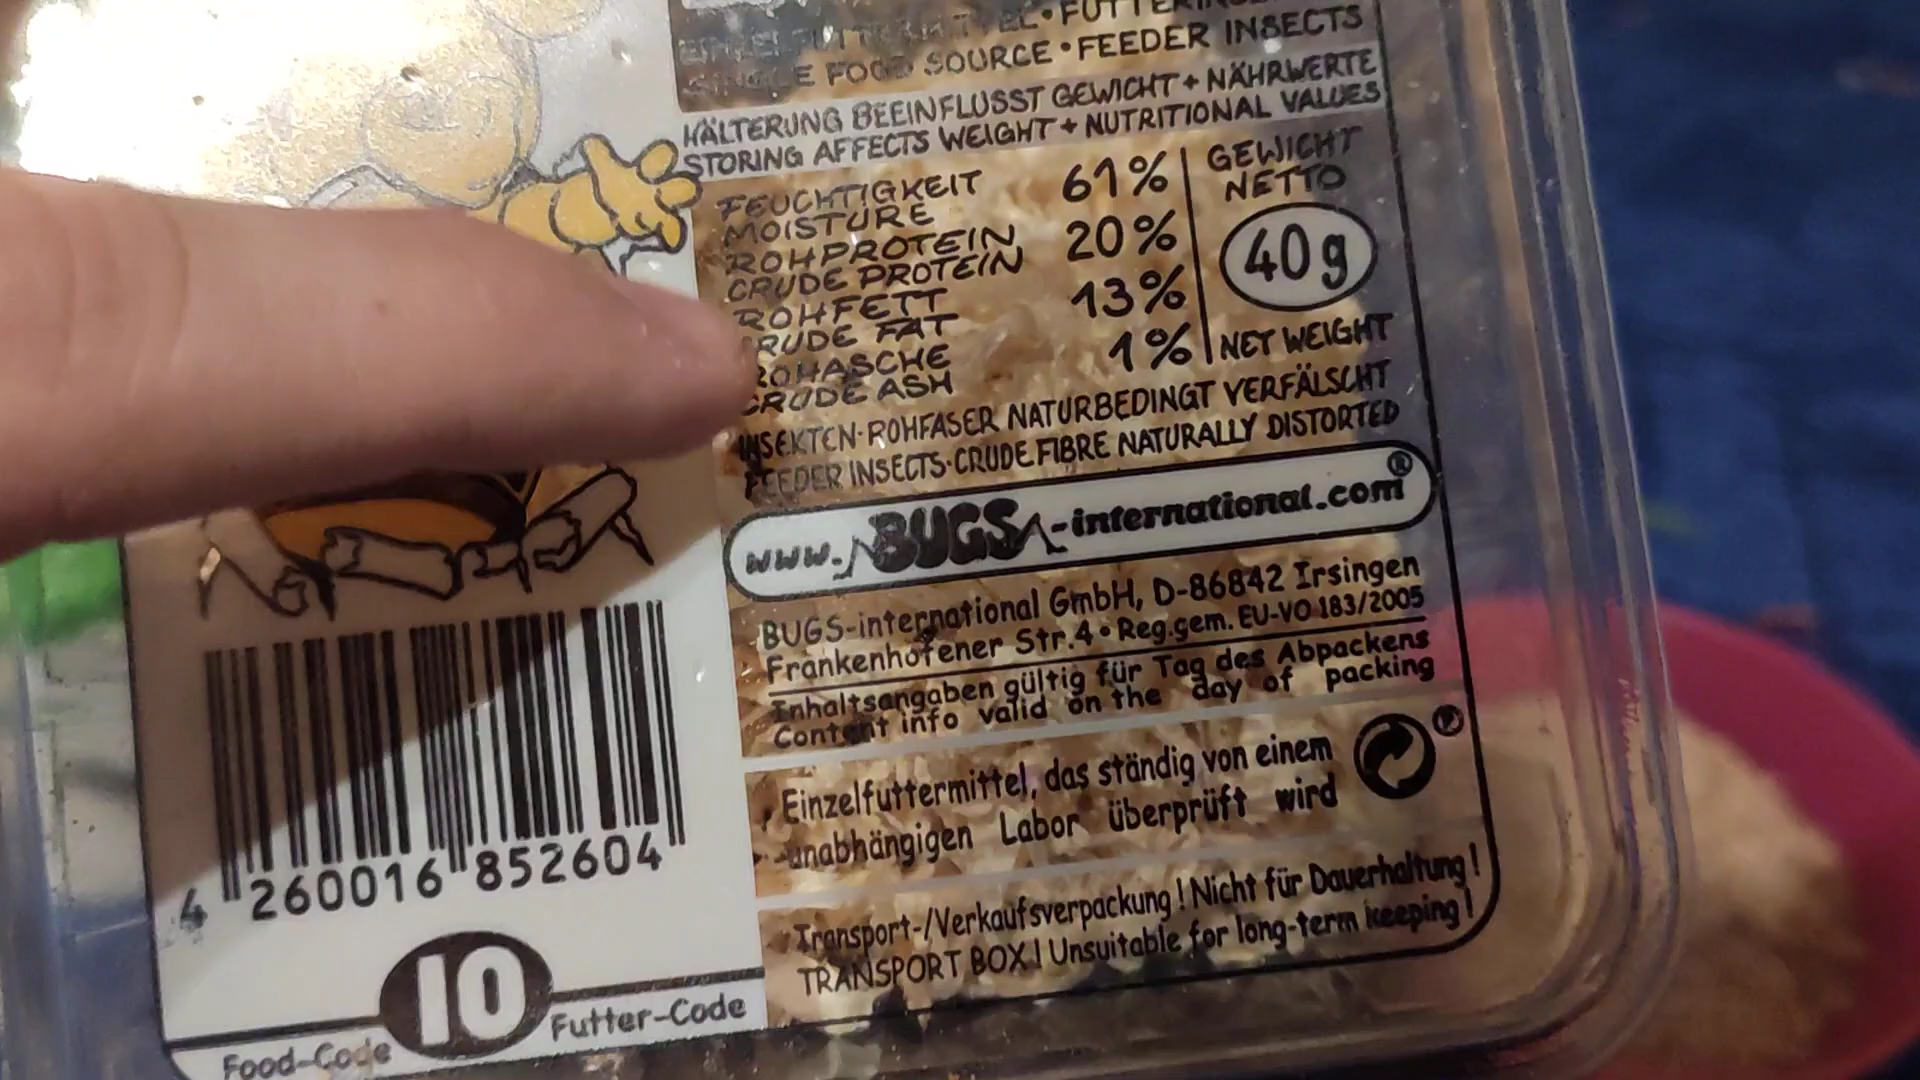 EINZELFUTTERMITTEL • FUTTERINSEKTEN
SINGLE FOOD SOURCE • FEEDER INSECTS
HÄLTERUNG BEEINFLUSST GEWICHT + NÄHRWERTE
STORING AFFECTS WEIGHT + NUTRITIONAL VALUES
FEUCHTIGKEIT
MOISTURE 61%
ROHPROTEIN
CRUDE PROTEIN 20%
ROHFETT
CRUDE FAT 13%
ROHASCHE
CRUDE ASH 1%
GEWICHT
NETTO
40g
NET WEIGHT
INSEKTEN-ROHFASER NATURBEDINGT VERFÄLSCHT
FEEDER INSECTS-CRUDE FIBRE NATURALLY DISTORTED
www.BUGS-international.com®
BUGS-international GmbH, D-86842 Irsingen
Frankenhofener Str.4 • Reg.gem. EU-VO 183/2005
Inhaltsangaben gültig für Tag des Abpackens
Content info valid on the day of packing
Einzelfuttermittel, das ständig von einem
unabhängigen Labor überprüft wird
Transport-/Verkaufsverpackung! Nicht für Dauerhaltung!
TRANSPORT BOX! Unsuitable for long-term keeping!
4 260016 852604
10
Food-Code
Futter-Code